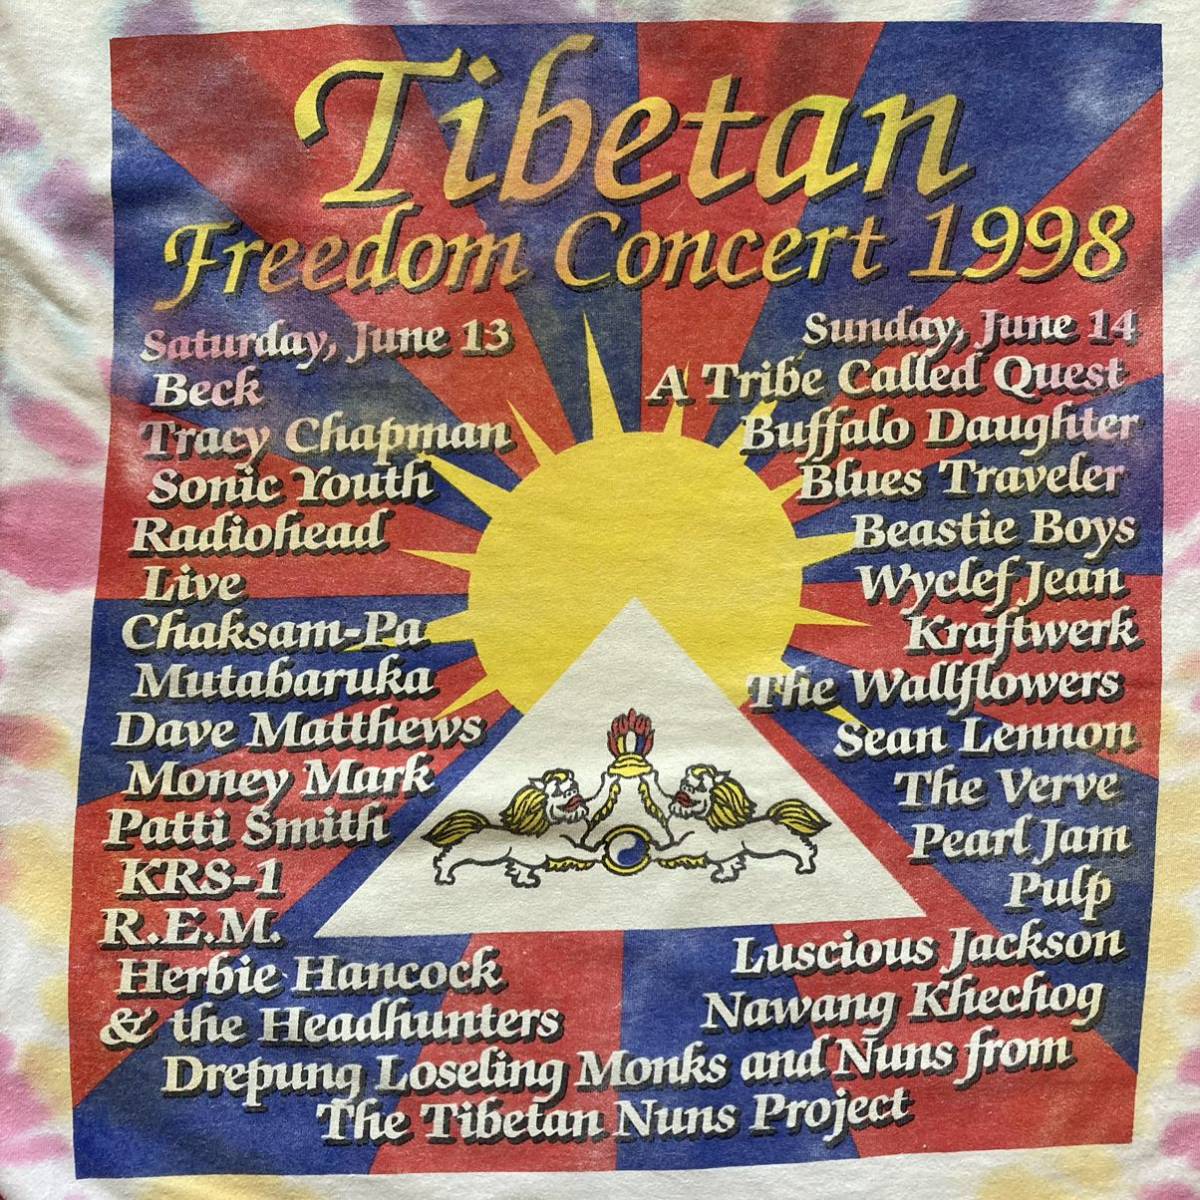 Tibetan
Freedom Concert 1998
Saturday, June 13
Beck
Tracy Chapman
Sonic Youth
Radiohead
Live
Chaksam-Pa
Mutabaruka
Dave Matthews
Money Mark
Patti Smith
KRS-1
R.E.M.
Herbie Hancock
& the Headhunters
Sunday, June 14
A Tribe Called Quest
Buffalo Daughter
Blues Traveler
Beastie Boys
Wyclef Jean
Kraftwerk
The Wallflowers
Sean Lennon
The Verve
Pearl Jam
Pulp
Luscious Jackson
Nawang Khechog
Drepung Loseling Monks and Nuns from
The Tibetan Nuns Project